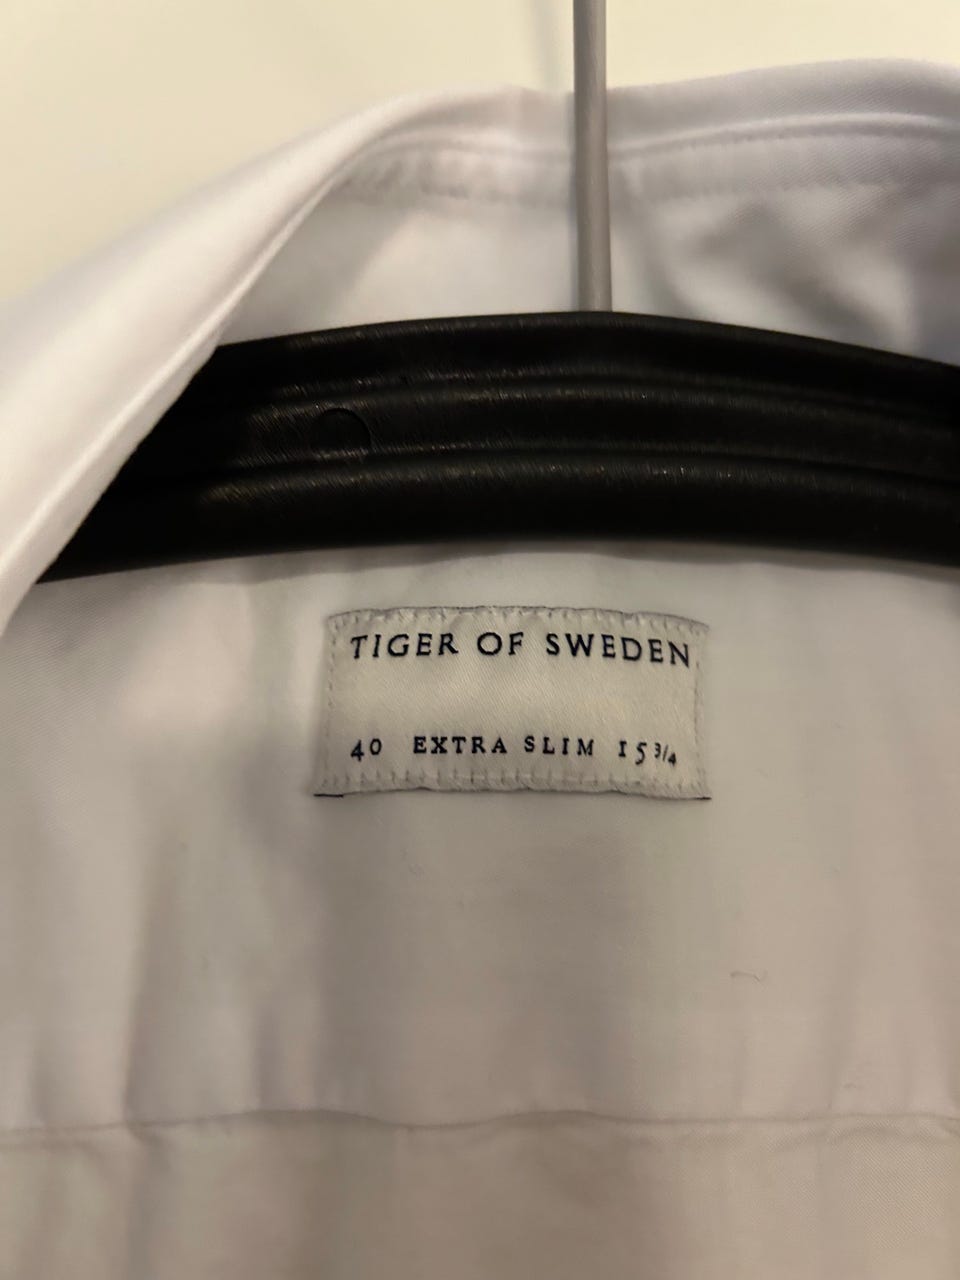 TIGER OF SWEDEN
40 EXTRA SLIM 15 3/4